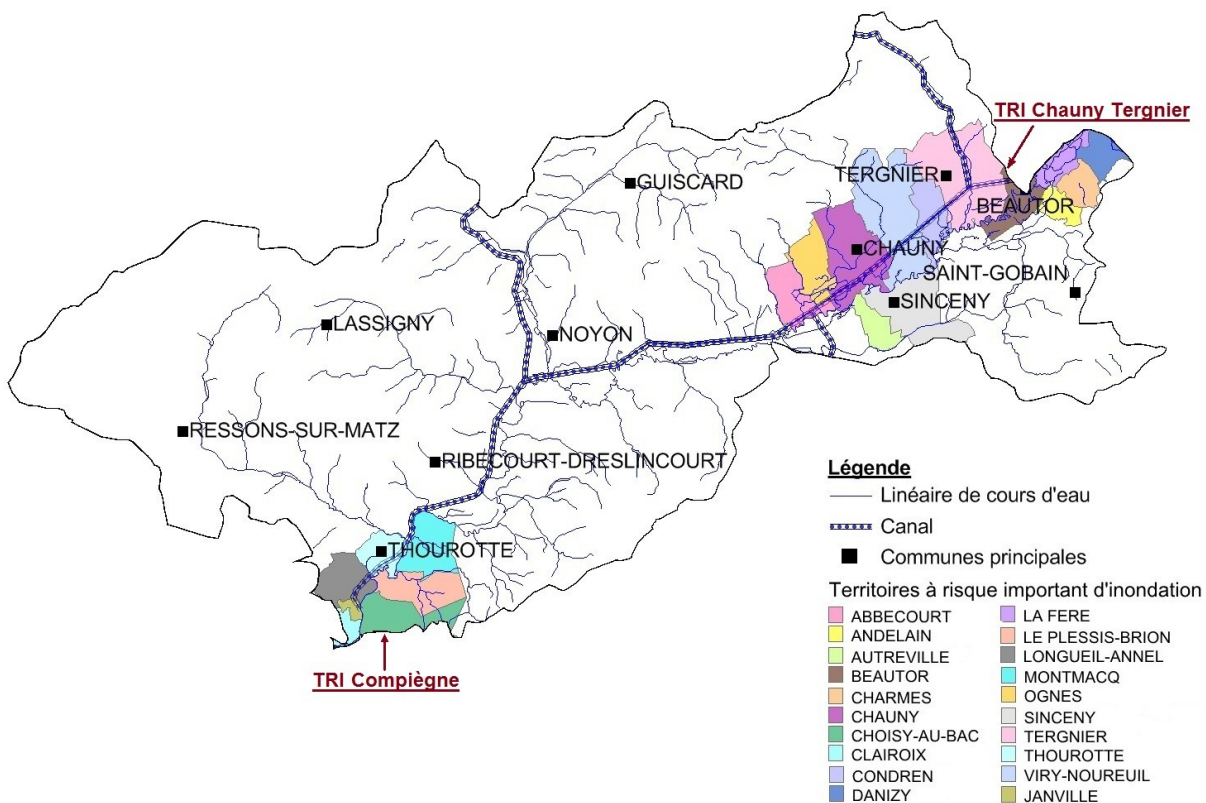 TRI Chauny Tergnier
TERGNIER
GUISCARD
BEAUTOR
CHAUNY
SAINT-GOBAIN
SINCENY
LASSIGNY
NOYON
RESSONS-SUR-MATZ
RIBECOURT-DRESLINCOURT
THOUROTTE
TRI Compiègne
Légende
Linéaire de cours d'eau
Canal
Communes principales
Territoires à risque important d'inondation
ABBECOURT
ANDELAIN
AUTREVILLE
BEAUTOR
CHARMES
CHAUNY
CHOISY-AU-BAC
CLAIROIX
CONDREN
DANIZY
LA FERE
LE PLESSIS-BRION
LONGUEIL-ANNEL
MONTMACQ
OGNES
SINCENY
TERGNIER
THOUROTTE
VIRY-NOUREUIL
JANVILLE